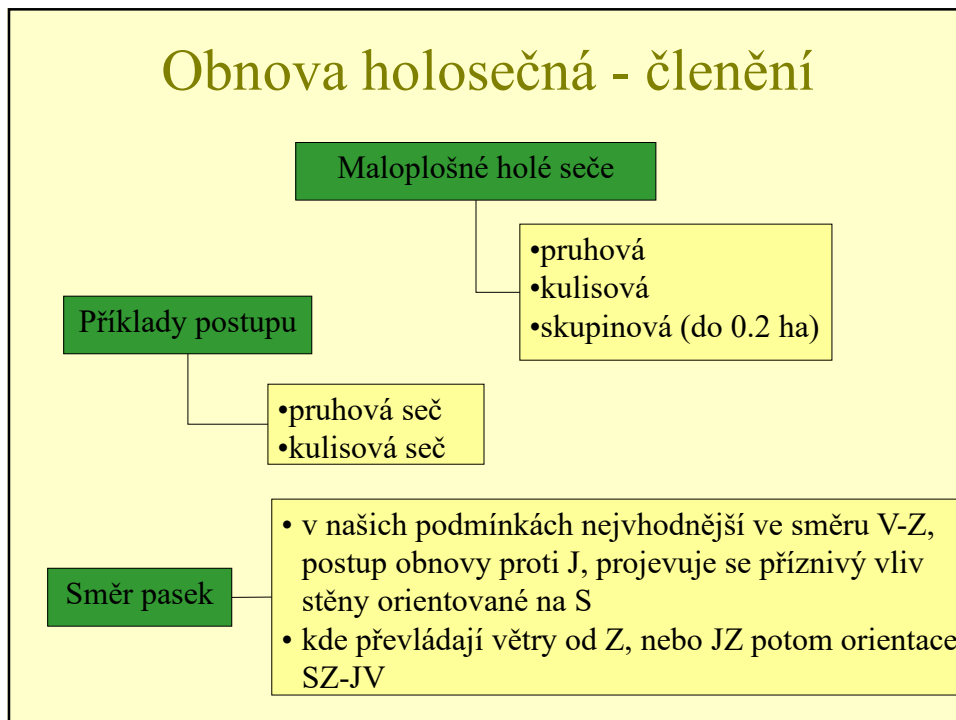 Obnova holosečná - členění
Maloplošné holé seče
•pruhová
•kulisová
•skupinová (do 0.2 ha)
Příklady postupu
•pruhová seč
•kulisová seč
Směr pasek
• v našich podmínkách nejvhodnější ve směru V-Z,
postup obnovy proti J, projevuje se příznivý vliv
stěny orientované na S
• kde převládají větry od Z, nebo JZ potom orientace
SZ-JV